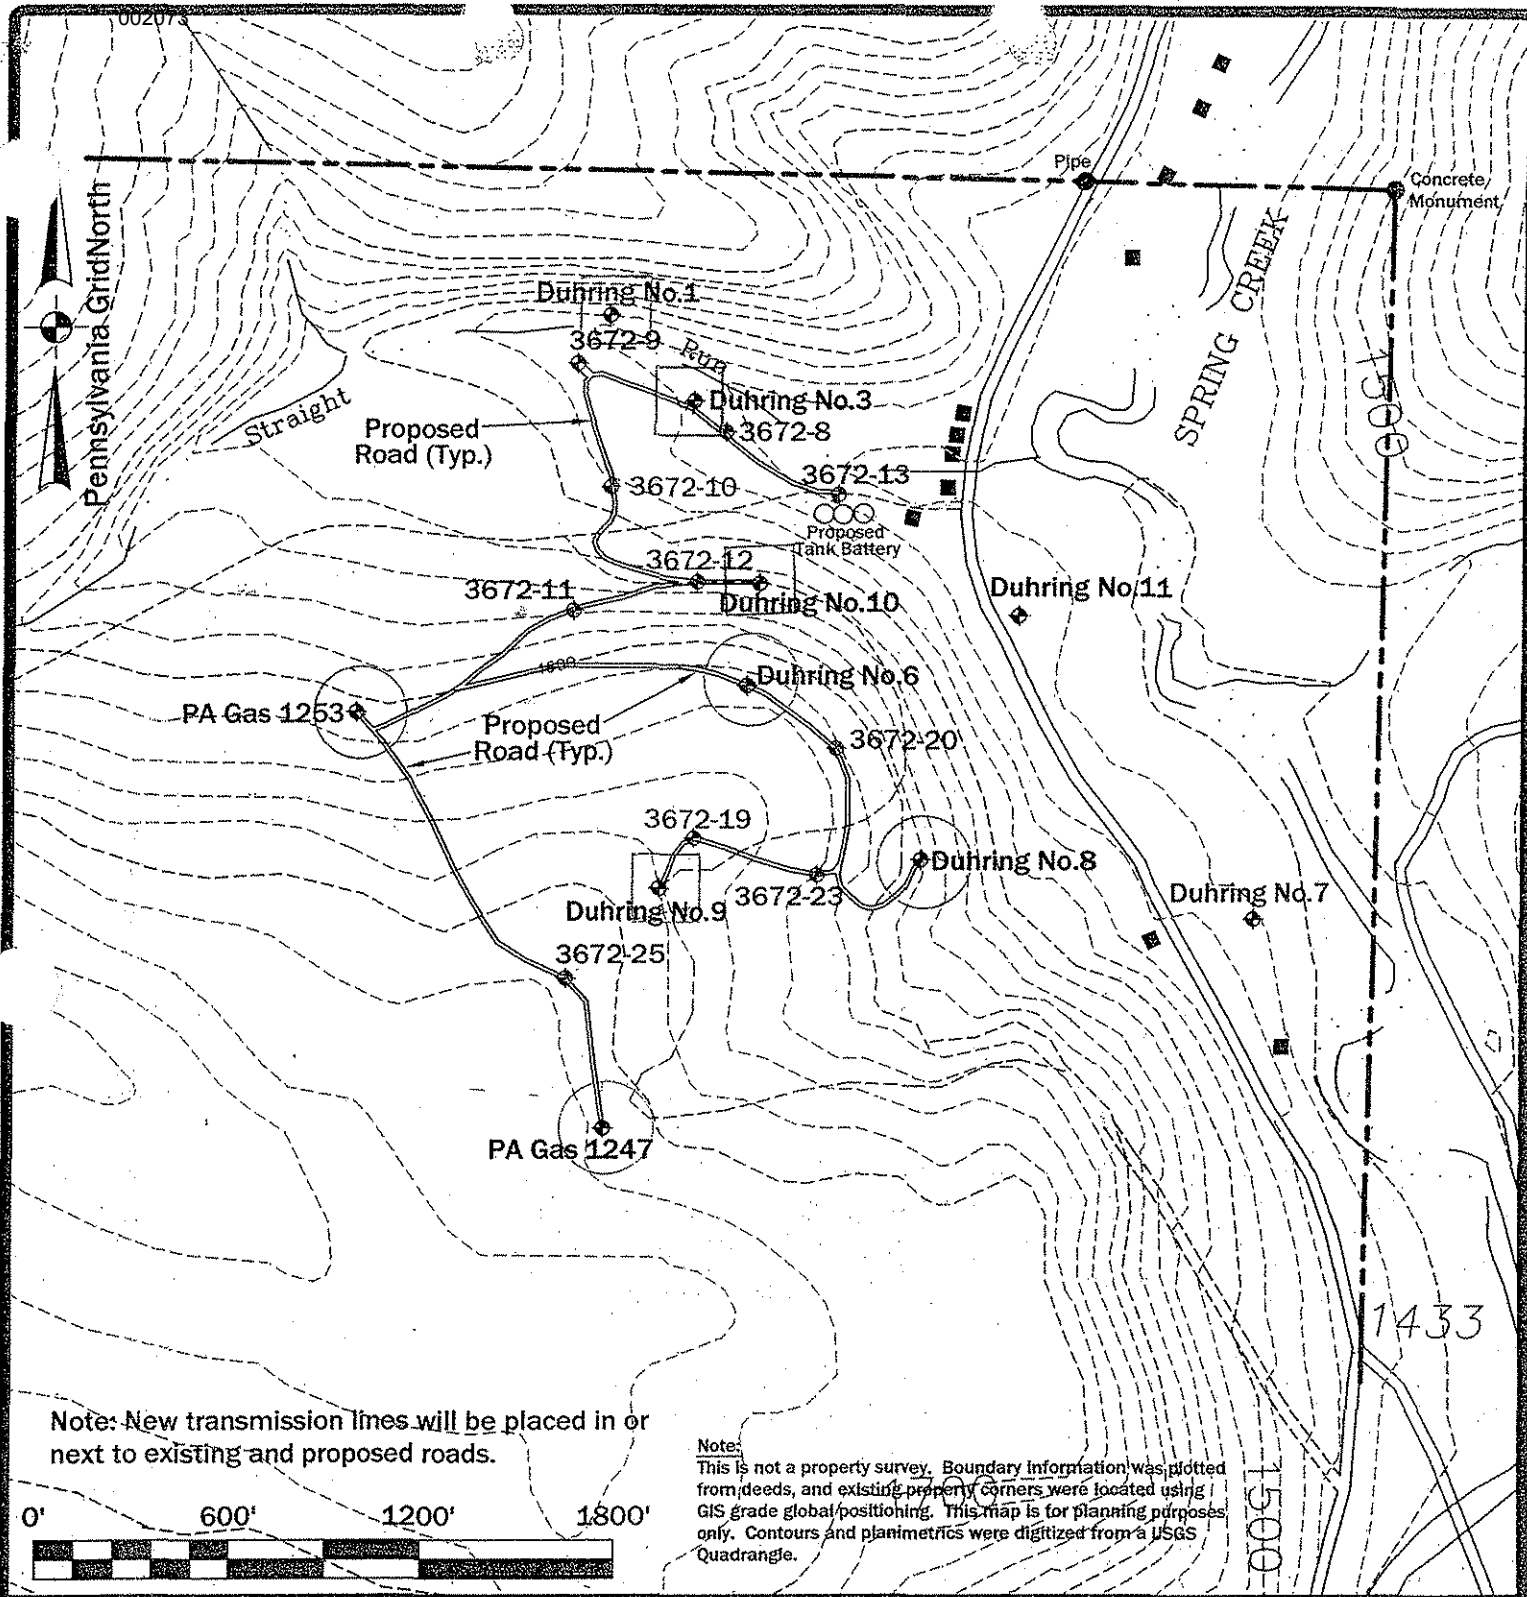 002073
Pipe
Concrete
Monument
Pennsylvania GridNorth
SPRING CREEK
Duhring No.1
3672-9
Run
1500
Straight
Proposed
Road (Typ.)
Duhring No.3
3672-8
3672-13
3672-10
Proposed
Tank Battery
3672-12
3672-11
Duhring No.10
Duhring No.11
1600
Duhring No.6
PA Gas 1253
Proposed
Road (Typ.)
3672-20
3672-19
Duhring No.8
3672-23
Duhring No.7
Duhring No.9
3672-25
PA Gas 1247
1433
Note: New transmission lines will be placed in or
next to existing and proposed roads.
0' 600' 1200' 1800'
Note:
This is not a property survey. Boundary information was plotted
from deeds, and existing property corners were located using
GIS grade global positioning. This map is for planning purposes
only. Contours and planimetrics were digitized from a USGS
Quadrangle.
1700
1500